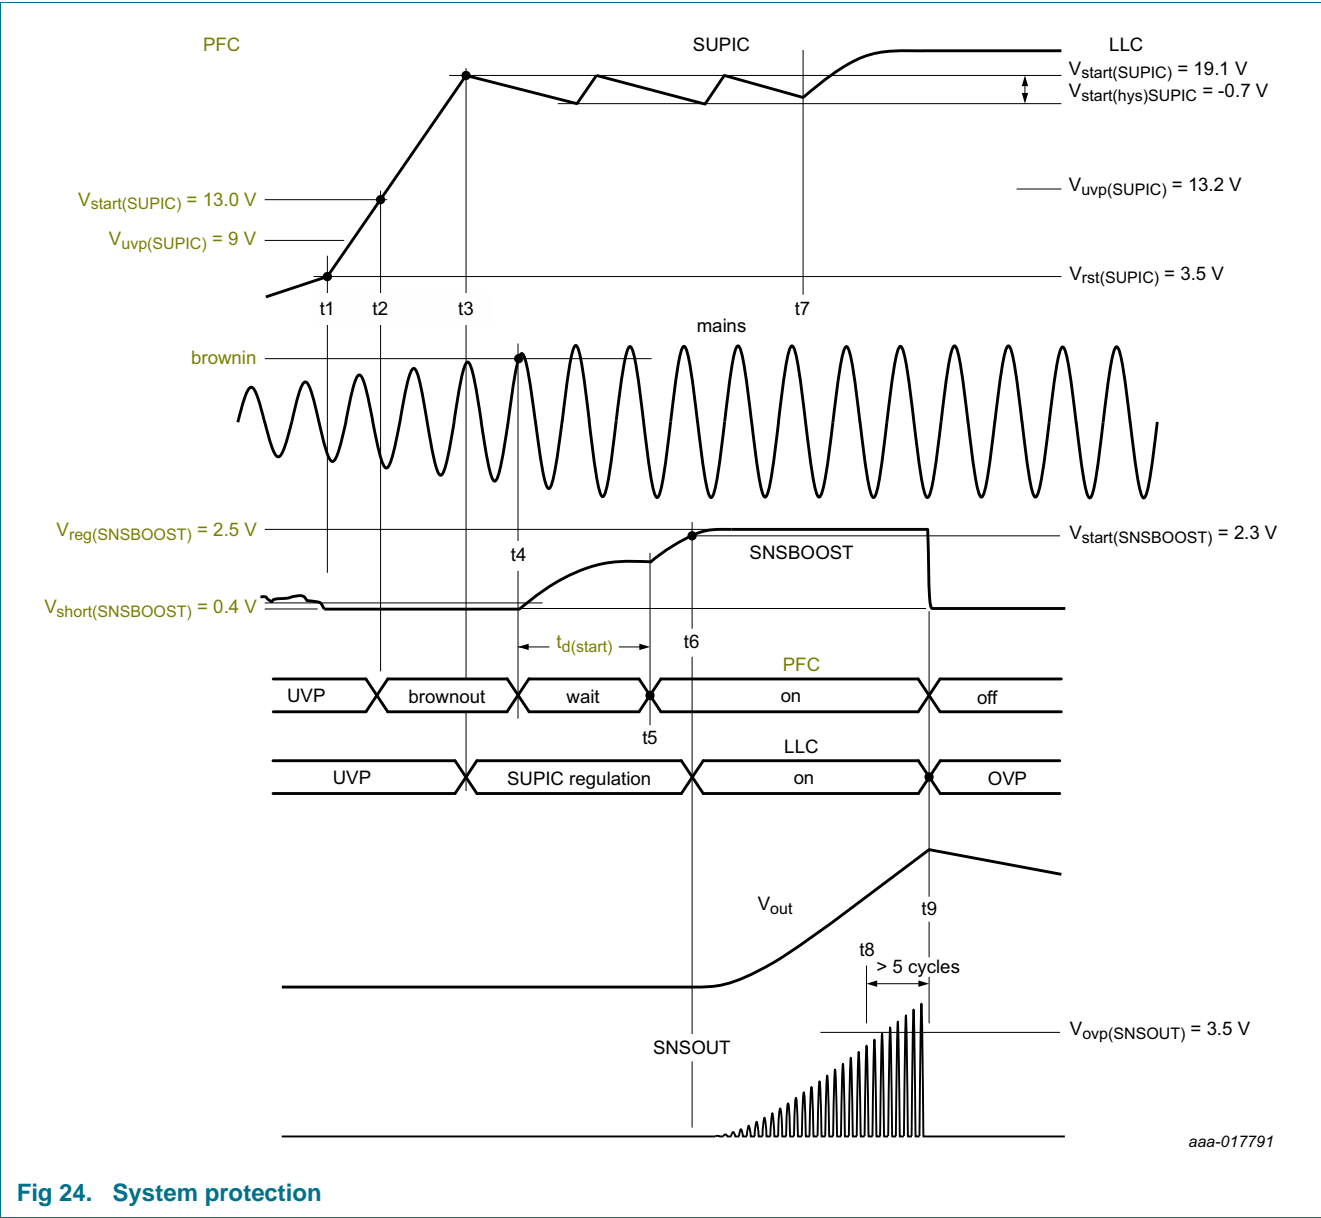 PFC
SUPIC
LLC
Vstart(SUPIC) = 19.1 V
Vstart(hys)SUPIC = -0.7 V
Vstart(SUPIC) = 13.0 V
Vuvp(SUPIC) = 13.2 V
Vuvp(SUPIC) = 9 V
Vrst(SUPIC) = 3.5 V
t1
t2
t3
t7
mains
brownin
Vreg(SNSBOOST) = 2.5 V
Vstart(SNSBOOST) = 2.3 V
t4
SNSBOOST
Vshort(SNSBOOST) = 0.4 V
td(start)
t6
PFC
UVP
brownout
wait
on
off
t5
LLC
UVP
SUPIC regulation
on
OVP
Vout
t9
t8
> 5 cycles
SNSOUT
Vovp(SNSOUT) = 3.5 V
aaa-017791
Fig 24. System protection